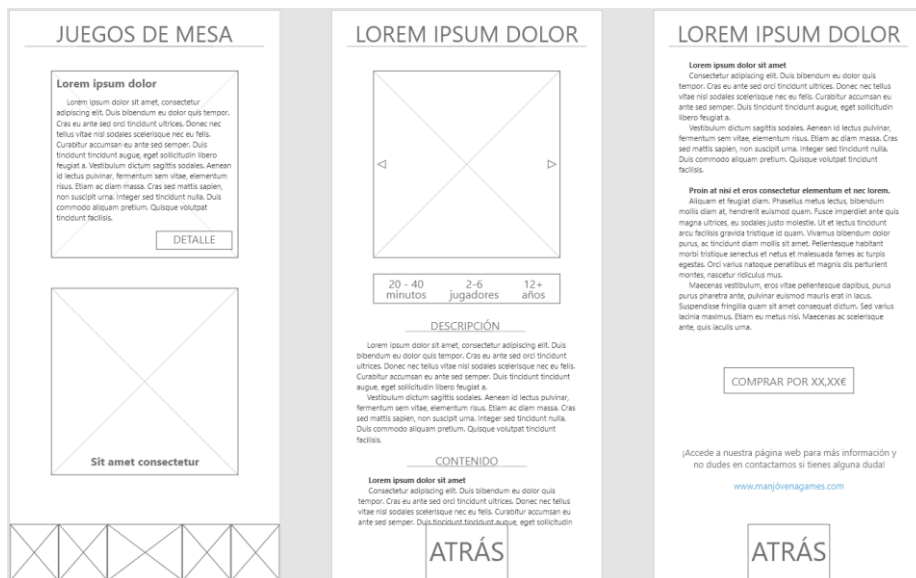 JUEGOS DE MESA
Lorem ipsum dolor
Lorem ipsum dolor sit amet, consectetur
adipiscing elit. Duis bibendum eu dolor quis tempor.
Cras eu ante sed orci tincidunt ultrices. Donec nec
tellus vitae nisl sodales scelerisque nec eu felis.
Curabitur accumsan eu ante sed semper. Duis
tincidunt tincidunt augue, eget sollicitudin libero
feugiat a. Vestibulum dictum sagittis sodales. Aenean
id lectus pulvinar, fermentum sem vitae, elementum
risus. Etiam ac diam massa. Cras sed mattis sapien,
non suscipit urna. Integer sed tincidunt nulla. Duis
commodo aliquam pretium. Quisque volutpat
tincidunt facilisis.
DETALLE
Sit amet consectetur
LOREM IPSUM DOLOR
20 - 40
minutos
2-6
jugadores
12+
años
DESCRIPCIÓN
Lorem ipsum dolor sit amet, consectetur adipiscing elit. Duis
bibendum eu dolor quis tempor. Cras eu ante sed orci tincidunt
ultrices. Donec nec tellus vitae nisl sodales scelerisque nec eu felis.
Curabitur accumsan eu ante sed semper. Duis tincidunt tincidunt
augue, eget sollicitudin libero feugiat a.
Vestibulum dictum sagittis sodales. Aenean id lectus pulvinar,
fermentum sem vitae, elementum risus. Etiam ac diam massa. Cras
sed mattis sapien, non suscipit urna. Integer sed tincidunt nulla.
Duis commodo aliquam pretium. Quisque volutpat tincidunt
facilisis.
CONTENIDO
Lorem ipsum dolor sit amet
Consectetur adipiscing elit. Duis bibendum eu dolor quis
tempor. Cras eu ante sed orci tincidunt ultrices. Donec nec tellus
vitae nisl sodales scelerisque nec eu felis. Curabitur accumsan eu
ante sed semper. Duis tincidunt tincidunt augue, eget sollicitudin
ATRÁS
LOREM IPSUM DOLOR
Lorem ipsum dolor sit amet
Consectetur adipiscing elit. Duis bibendum eu dolor quis
tempor. Cras eu ante sed orci tincidunt ultrices. Donec nec tellus
vitae nisl sodales scelerisque nec eu felis. Curabitur accumsan eu
ante sed semper. Duis tincidunt tincidunt augue, eget sollicitudin
libero feugiat a.
Vestibulum dictum sagittis sodales. Aenean id lectus pulvinar,
fermentum sem vitae, elementum risus. Etiam ac diam massa. Cras
sed mattis sapien, non suscipit urna. Integer sed tincidunt nulla.
Duis commodo aliquam pretium. Quisque volutpat tincidunt
facilisis.
Proin at nisi et eros consectetur elementum et nec lorem.
Aliquam et feugiat diam. Phasellus metus lectus, bibendum
mollis diam at, hendrerit euismod quam. Fusce imperdiet ante quis
magna ultrices, eu sodales justo molestie. Ut et lectus tincidunt
arcu facilisis gravida tristique id quam. Vivamus bibendum dolor
purus, ac tincidunt diam mollis sit amet. Pellentesque habitant
morbi tristique senectus et netus et malesuada fames ac turpis
egestas. Orci varius natoque penatibus et magnis dis parturient
montes, nascetur ridiculus mus.
Maecenas vestibulum, eros vitae pellentesque dapibus, purus
purus pharetra ante, pulvinar euismod mauris erat in lacus.
Suspendisse fringilla quam sit amet consequat dictum. Sed varius
lacinia maximus. Etiam eu metus nisi. Maecenas ac scelerisque
ante, quis iaculis urna.
COMPRAR POR XX,XX€
¡Accede a nuestra página web para más información y
no dudes en contactarnos si tienes alguna duda!
www.manjóvenagames.com
ATRÁS